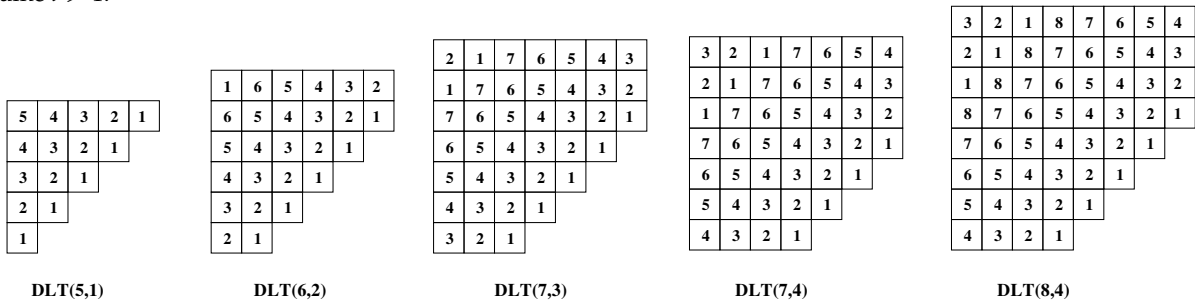 5 4 3 2 1
4 3 2 1
3 2 1
2 1
1
DLT(5,1)
1 6 5 4 3 2
6 5 4 3 2 1
5 4 3 2 1
4 3 2 1
3 2 1
2 1
DLT(6,2)
2 1 7 6 5 4 3
1 7 6 5 4 3 2
7 6 5 4 3 2 1
6 5 4 3 2 1
5 4 3 2 1
4 3 2 1
3 2 1
DLT(7,3)
3 2 1 7 6 5 4
2 1 7 6 5 4 3
1 7 6 5 4 3 2
7 6 5 4 3 2 1
6 5 4 3 2 1
5 4 3 2 1
4 3 2 1
DLT(7,4)
3 2 1 8 7 6 5 4
2 1 8 7 6 5 4 3
1 8 7 6 5 4 3 2
8 7 6 5 4 3 2 1
7 6 5 4 3 2 1
6 5 4 3 2 1
5 4 3 2 1
4 3 2 1
DLT(8,4)